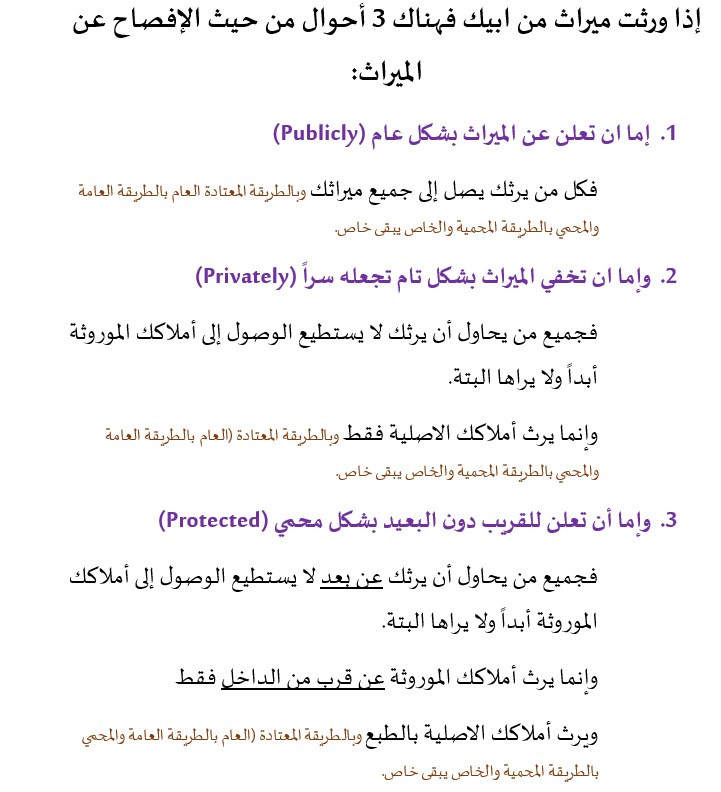 إذا ورثت ميراث من ابيك فهناك 3 أحوال من حيث الإفصاح عن
الميراث:
1. إما ان تعلن عن الميراث بشكل عام (Publicly)
فكل من يرثك يصل إلى جميع ميراثك وبالطريقة المعتادة العام بالطريقة العامة
والمحمي بالطريقة المحمية والخاص يبقى خاص.
2. وإما ان تخفي الميراث بشكل تام تجعله سراً (Privately)
فجميع من يحاول أن يرثك لا يستطيع الوصول إلى أملاكك الموروثة
أبداً ولا يراها البتة.
وإنما يرث أملاكك الاصلية فقط وبالطريقة المعتادة (العام بالطريقة العامة
والمحمي بالطريقة المحمية والخاص يبقى خاص.
3. وإما أن تعلن للقريب دون البعيد بشكل محمي (Protected)
فجميع من يحاول أن يرثك عن بعد لا يستطيع الوصول إلى أملاكك
الموروثة أبداً ولا يراها البتة.
وإنما يرث أملاكك الموروثة عن قرب من الداخل فقط
ويرث أملاكك الاصلية بالطبع وبالطريقة المعتادة (العام بالطريقة العامة والمحمي
بالطريقة المحمية والخاص يبقى خاص.